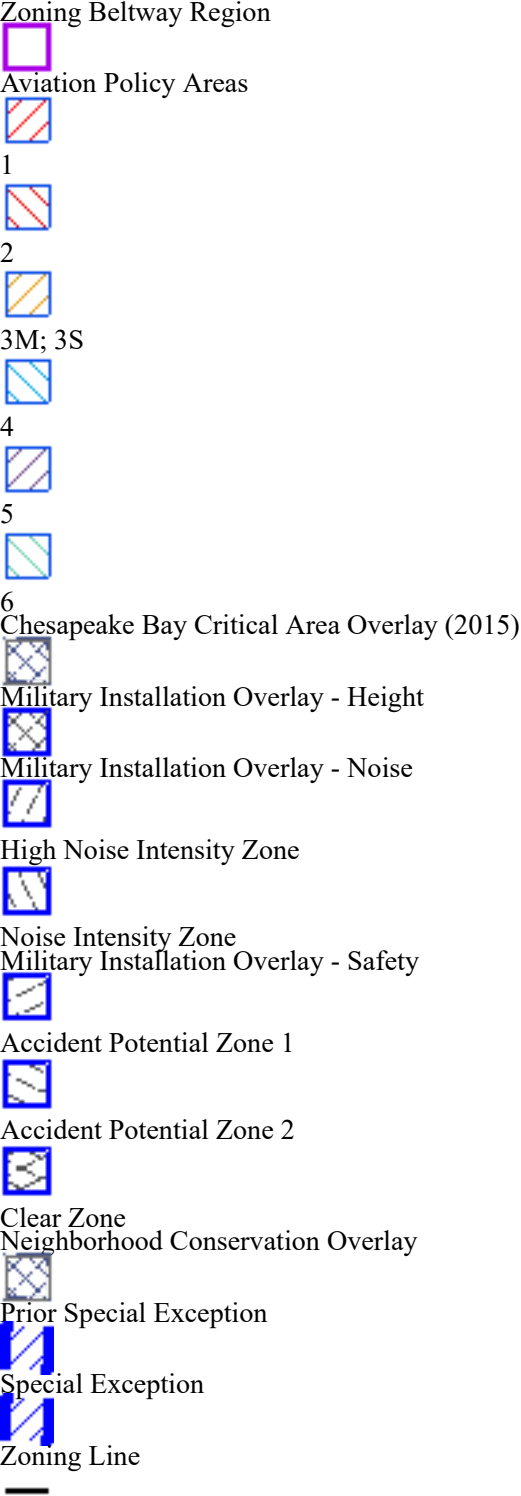 Zoning Beltway Region
Aviation Policy Areas
1
2
3M; 3S
4
5
6
Chesapeake Bay Critical Area Overlay (2015)
Military Installation Overlay - Height
Military Installation Overlay - Noise
High Noise Intensity Zone
Noise Intensity Zone
Military Installation Overlay - Safety
Accident Potential Zone 1
Accident Potential Zone 2
Clear Zone
Neighborhood Conservation Overlay
Prior Special Exception
Special Exception
Zoning Line